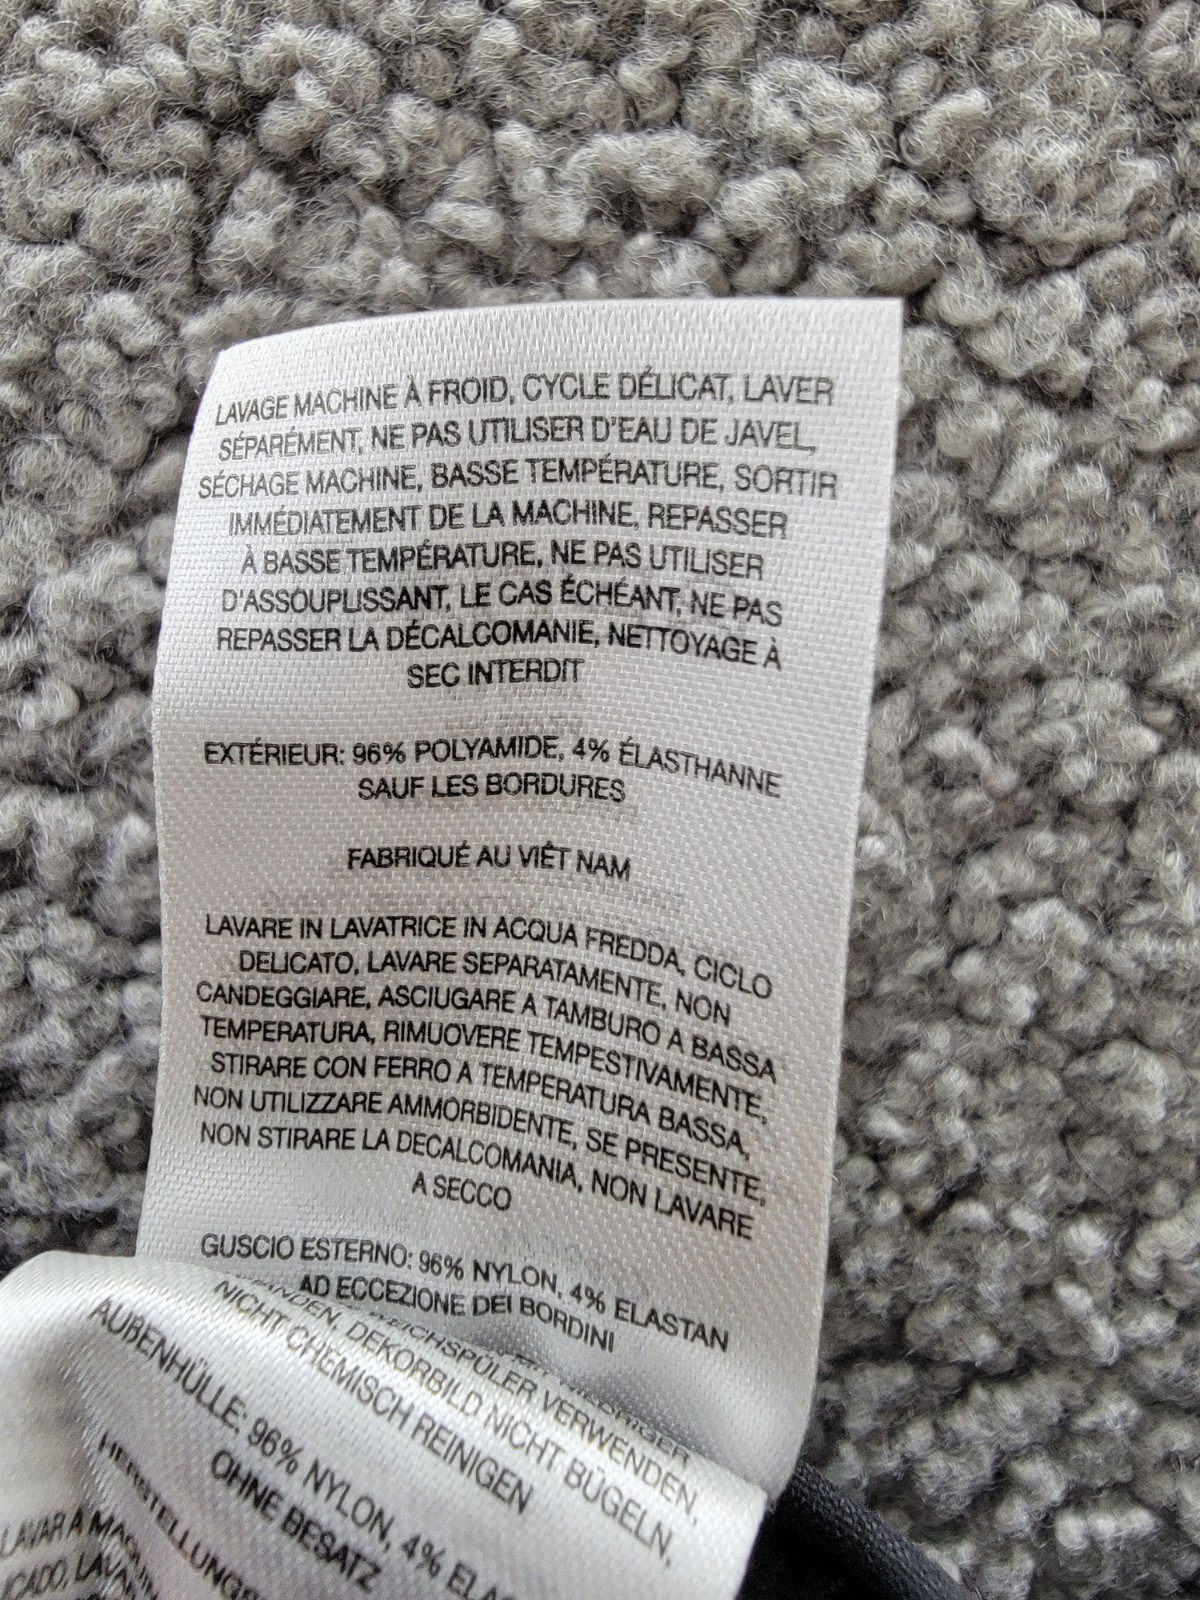 LAVAGE MACHINE À FROID, CYCLE DÉLICAT, LAVER
SÉPARÉMENT, NE PAS UTILISER D'EAU DE JAVEL,
SÉCHAGE MACHINE, BASSE TEMPÉRATURE, SORTIR
IMMÉDIATEMENT DE LA MACHINE, REPASSER
À BASSE TEMPÉRATURE, NE PAS UTILISER
D'ASSOUPLISSANT, LE CAS ÉCHÉANT, NE PAS
REPASSER LA DÉCALCOMANIE, NETTOYAGE À
SEC INTERDIT
EXTÉRIEUR: 96% POLYAMIDE, 4% ÉLASTHANNE
SAUF LES BORDURES
FABRIQUÉ AU VIÊT NAM
LAVARE IN LAVATRICE IN ACQUA FREDDA, CICLO
DELICATO, LAVARE SEPARATAMENTE, NON
CANDEGGIARE, ASCIUGARE A TAMBURO A BASSA
TEMPERATURA, RIMUOVERE TEMPESTIVAMENTE,
STIRARE CON FERRO A TEMPERATURA BASSA,
NON UTILIZZARE AMMORBIDENTE, SE PRESENTE,
NON STIRARE LA DECALCOMANIA, NON LAVARE
A SECCO
GUSCIO ESTERNO: 96% NYLON, 4% ELASTAN
AD ECCEZIONE DEI BORDINI
VERWENDEN,
DEKORBILD NICHT BÜGELN,
NICHT CHEMISCH REINIGEN
AUßENHÜLLE: 96% NYLON, 4%
OHNE BESATZ
LAVAR A